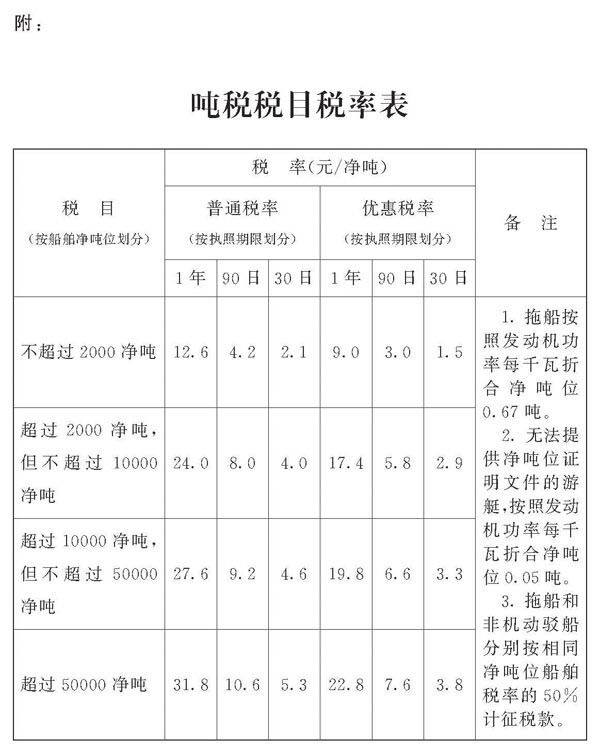 附：
吨税税目税率表
税 目
（按船舶净吨位划分）
税 率(元/净吨)
普通税率
（按执照期限划分）
优惠税率
（按执照期限划分）
备 注
1年 90日 30日 1年 90日 30日
不超过2000净吨 12.6 4.2 2.1 9.0 3.0 1.5
超过2000净吨，
但不超过10000
净吨
24.0 8.0 4.0 17.4 5.8 2.9
超过10000净吨，
但不超过50000
净吨
27.6 9.2 4.6 19.8 6.6 3.3
超过50000净吨 31.8 10.6 5.3 22.8 7.6 3.8
1. 拖船按
照发动机功
率每千瓦折
合净吨位
0.67吨。
2. 无法提
供净吨位证
明文件的游
艇，按照发动
机功率每千
瓦折合净吨
位0.05吨。
3. 拖船和
非机动驳船
分别按相同
净吨位船舶
税率的50%
计征税款。